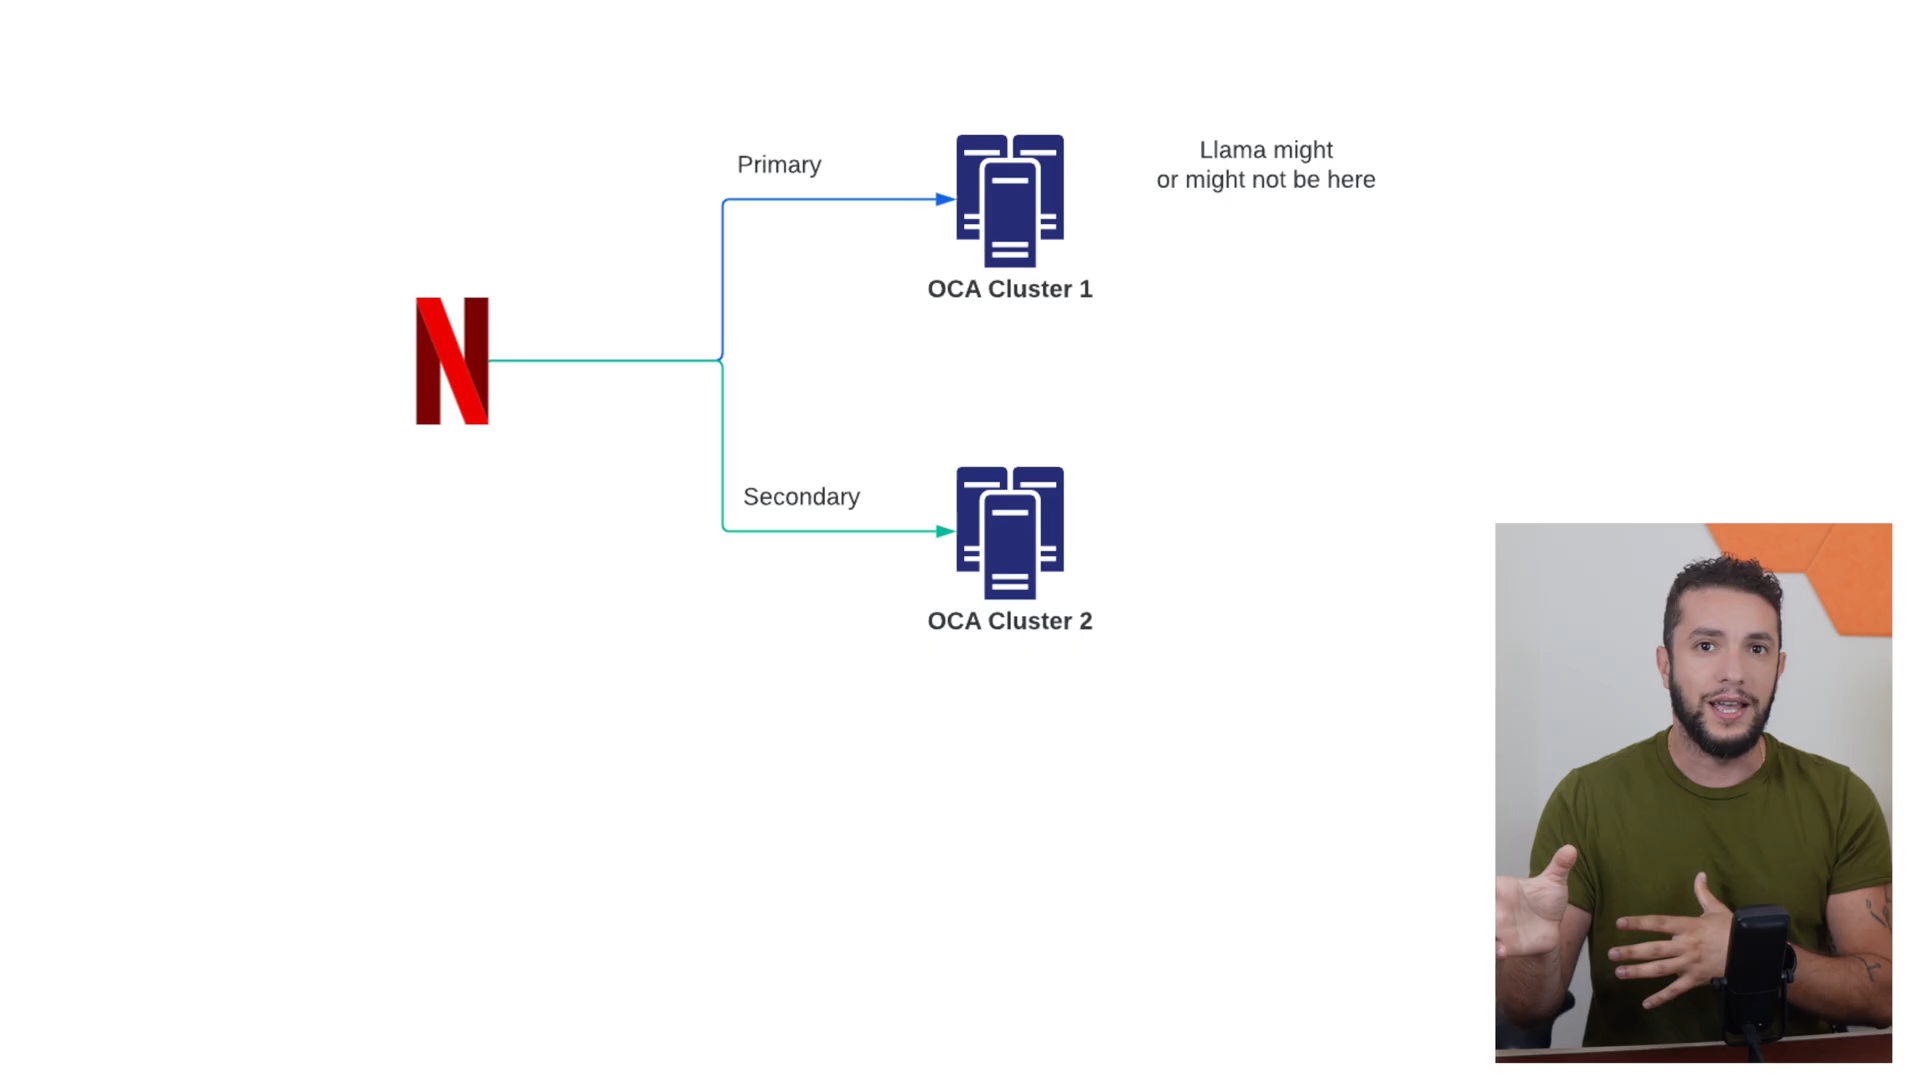 Primary
Llama might
or might not be here
OCA Cluster 1
N
Secondary
OCA Cluster 2